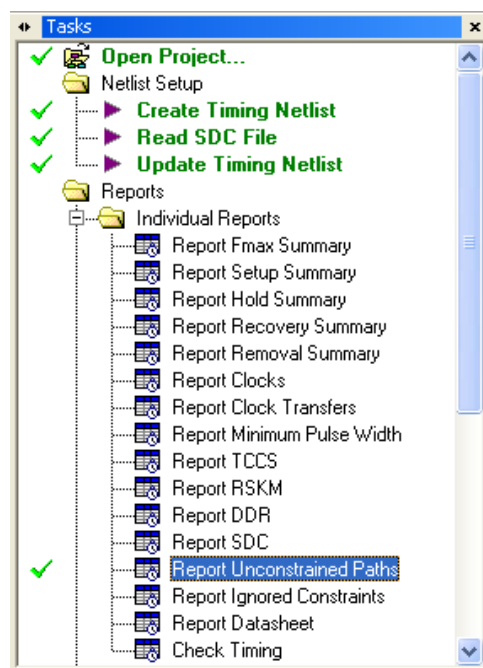 Tasks
Open Project...
Netlist Setup
Create Timing Netlist
Read SDC File
Update Timing Netlist
Reports
Individual Reports
Report Fmax Summary
Report Setup Summary
Report Hold Summary
Report Recovery Summary
Report Removal Summary
Report Clocks
Report Clock Transfers
Report Minimum Pulse Width
Report TCCS
Report RSKM
Report DDR
Report SDC
Report Unconstrained Paths
Report Ignored Constraints
Report Datasheet
Check Timing